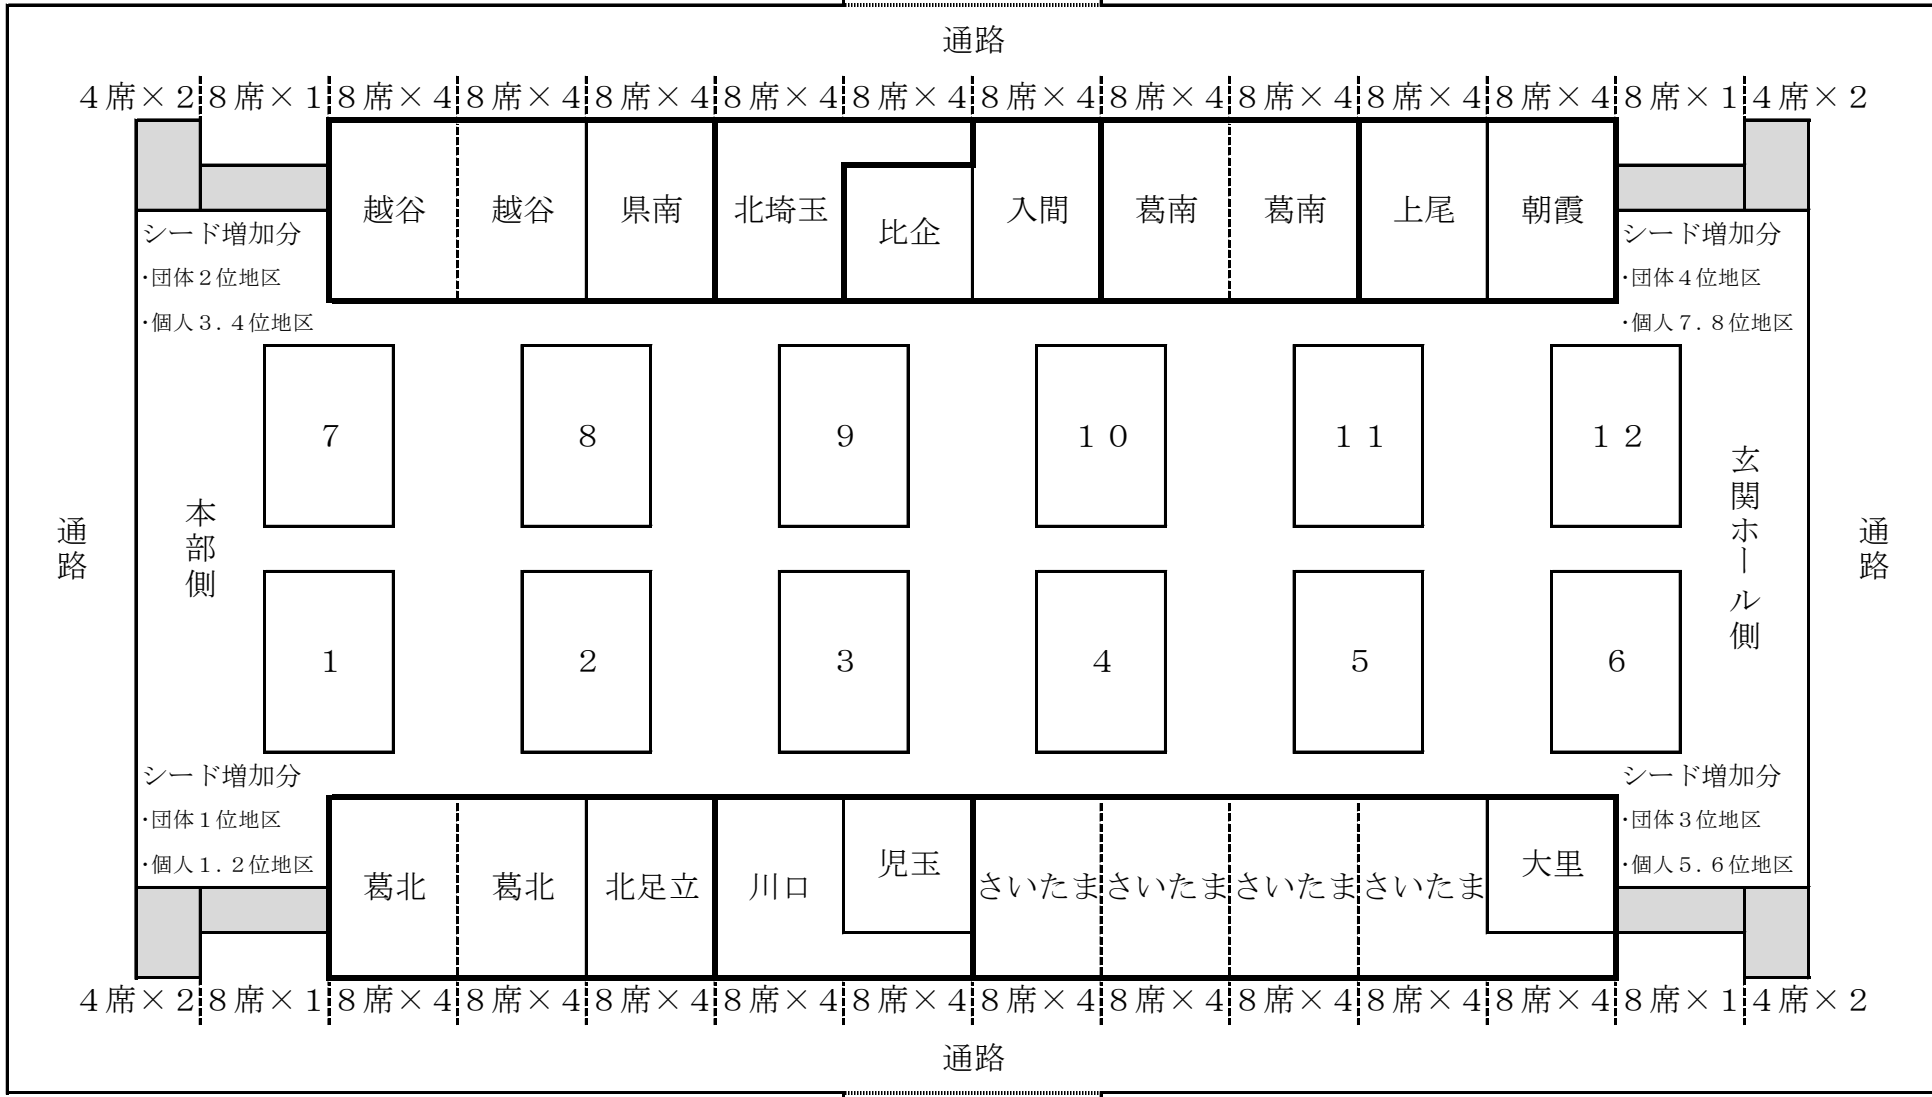 通路
４席×２ ８席×１ ８席×４ ８席×４ ８席×４ ８席×４ ８席×４ ８席×４ ８席×４ ８席×４ ８席×４ ８席×４ ８席×１ ４席×２
越谷 越谷 県南 北埼玉 比企 入間 葛南 葛南 上尾 朝霞
シード増加分
・団体２位地区
・個人３．４位地区
シード増加分
・団体４位地区
・個人７．８位地区
７ ８ ９ １０ １１ １２
通路
本部側
玄関ホール側
通路
１ ２ ３ ４ ５ ６
シード増加分
・団体１位地区
・個人１．２位地区
シード増加分
・団体３位地区
・個人５．６位地区
葛北 葛北 北足立 川口 児玉 さいたま さいたま さいたま さいたま 大里
４席×２ ８席×１ ８席×４ ８席×４ ８席×４ ８席×４ ８席×４ ８席×４ ８席×４ ８席×４ ８席×４ ８席×４ ８席×１ ４席×２
通路